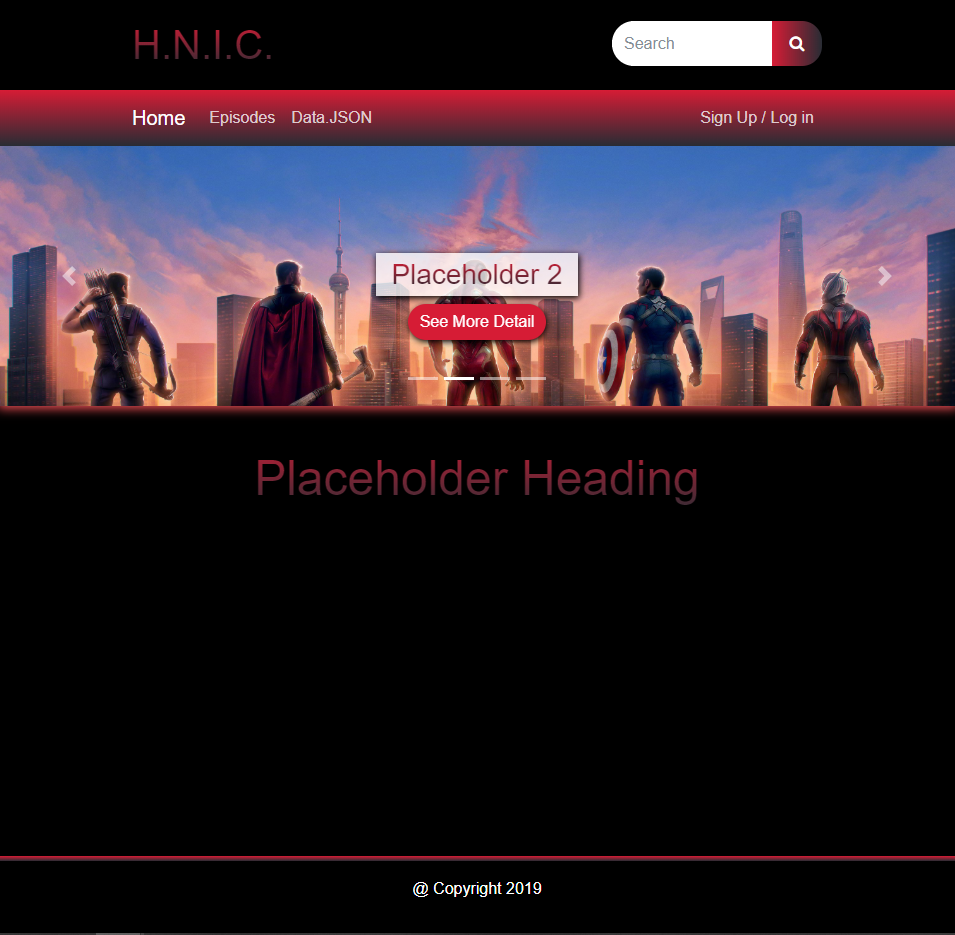 H.N.I.C.
Search
Home Episodes Data.JSON Sign Up / Log in
Placeholder 2
See More Detail
Placeholder Heading
@ Copyright 2019